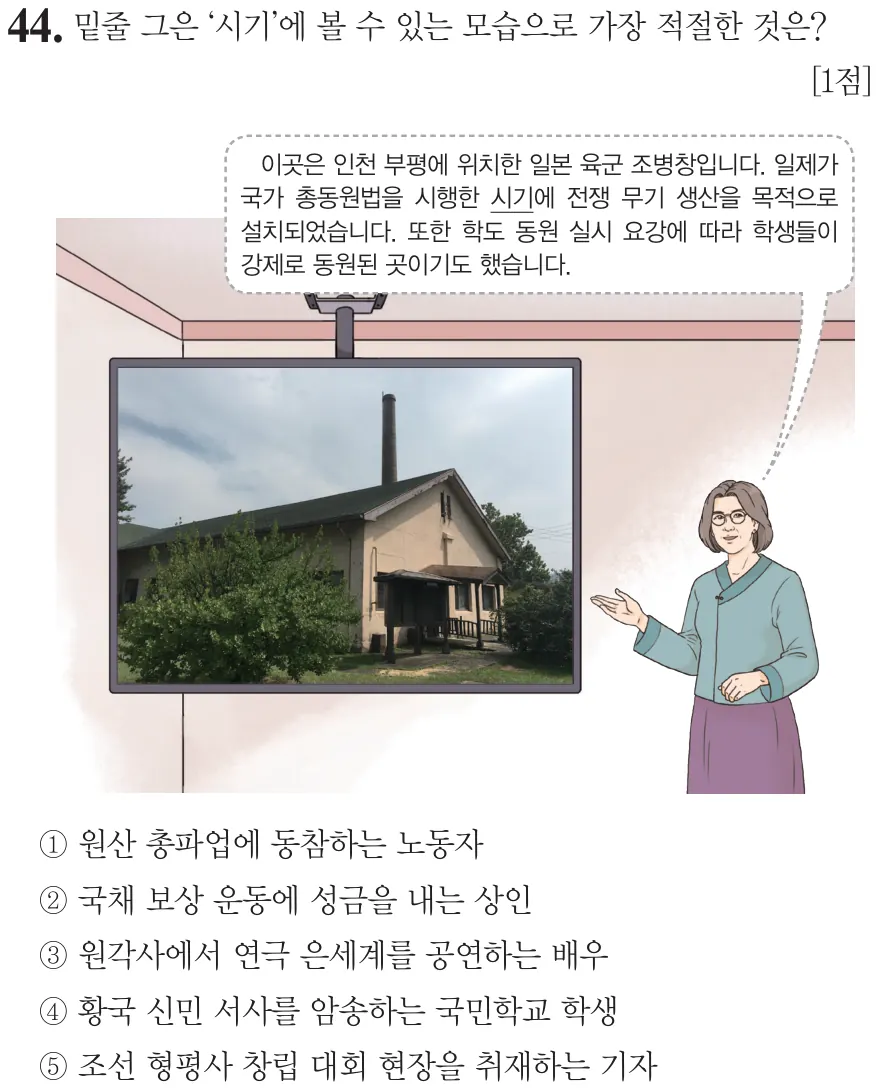 44. 밑줄 그은 ‘시기’에 볼 수 있는 모습으로 가장 적절한 것은?
[1점]
이곳은 인천 부평에 위치한 일본 육군 조병창입니다. 일제가
국가 총동원법을 시행한 시기에 전쟁 무기 생산을 목적으로
설치되었습니다. 또한 학도 동원 실시 요강에 따라 학생들이
강제로 동원된 곳이기도 했습니다.
① 원산 총파업에 동참하는 노동자
② 국채 보상 운동에 성금을 내는 상인
③ 원각사에서 연극 은세계를 공연하는 배우
④ 황국 신민 서사를 암송하는 국민학교 학생
⑤ 조선 형평사 창립 대회 현장을 취재하는 기자